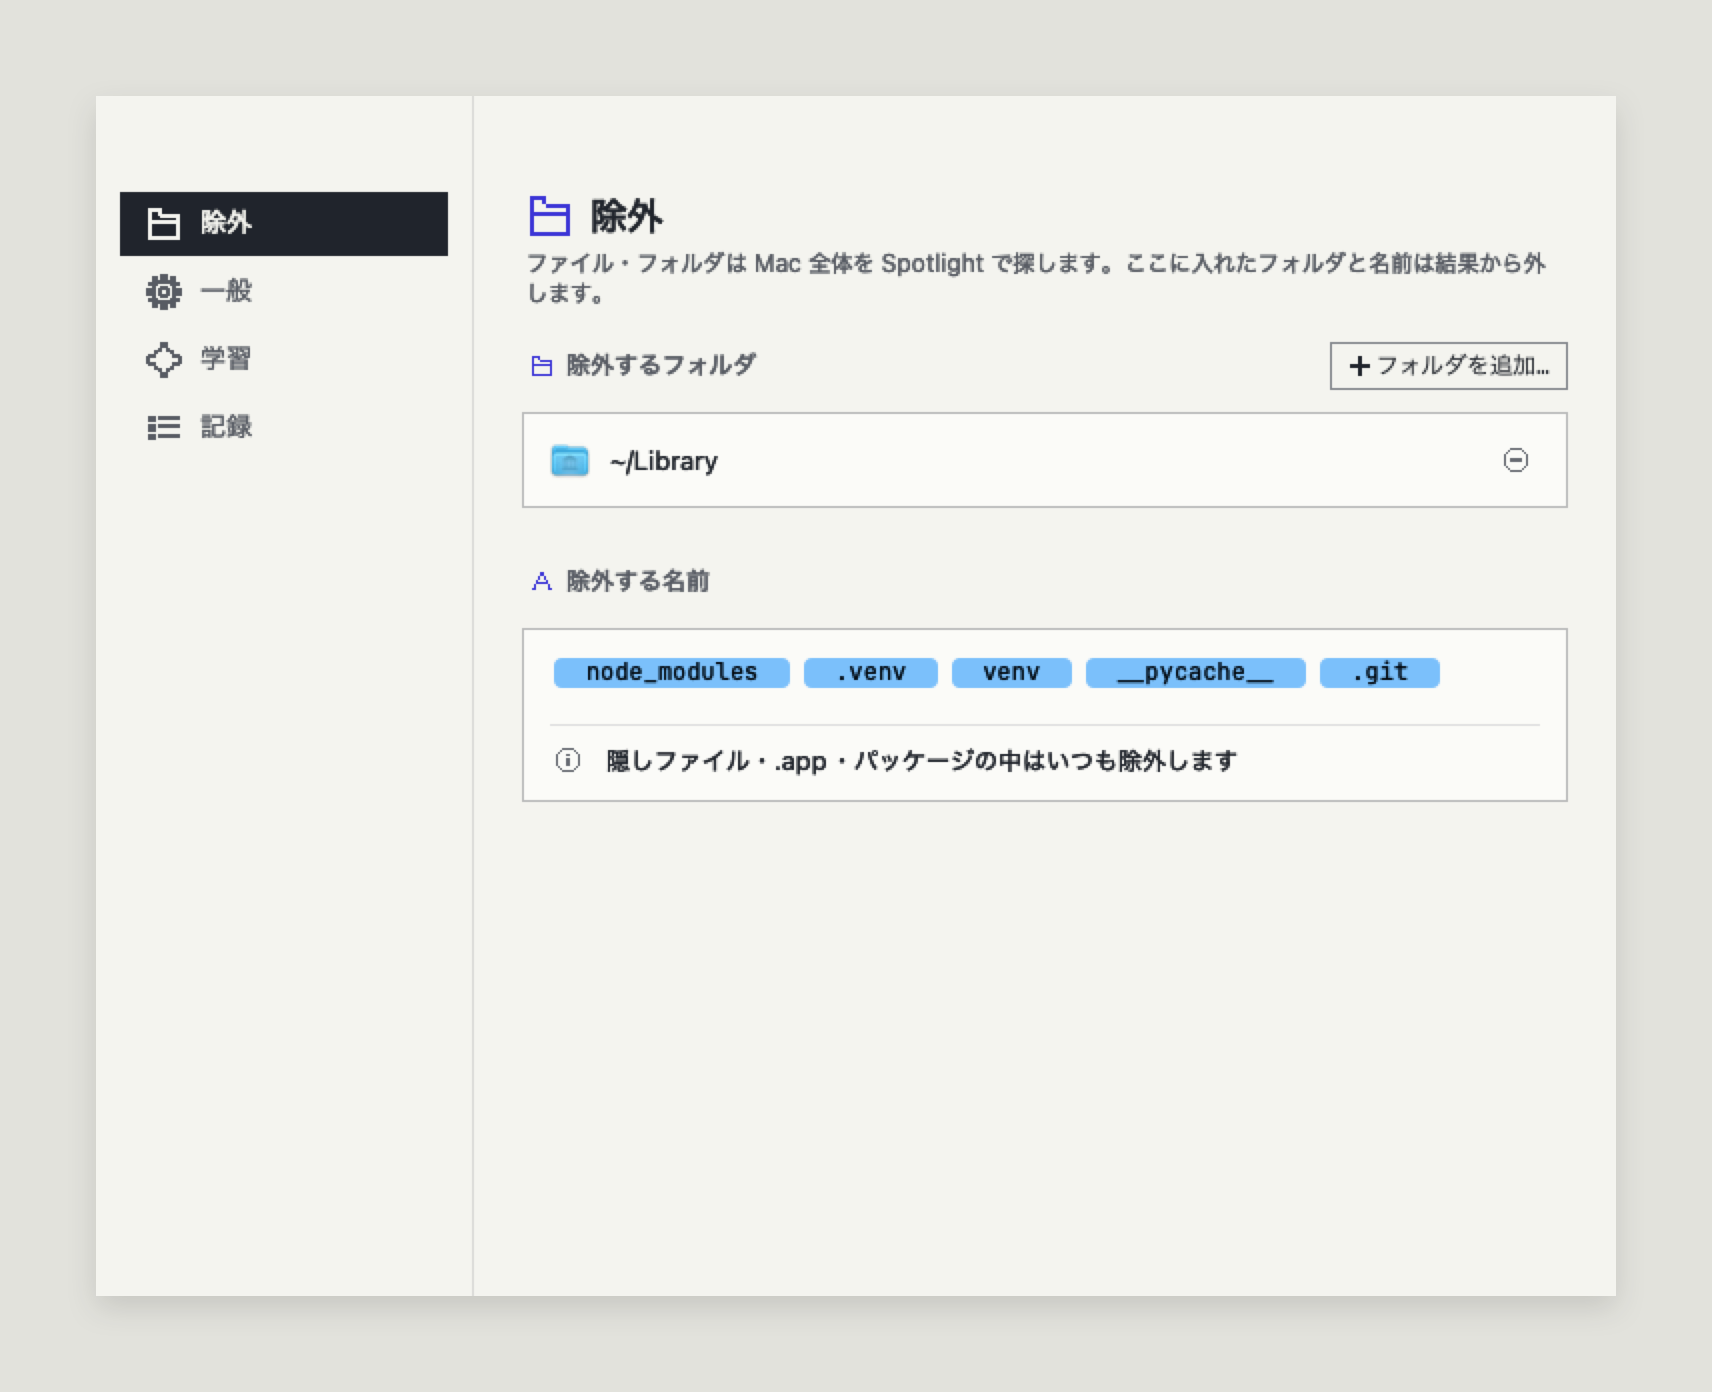 除外
一般
学習
記録
除外
ファイル・フォルダは Mac 全体を Spotlight で探します。ここに入れたフォルダと名前は結果から外
します。
除外するフォルダ
フォルダを追加…
~/Library
除外する名前
node_modules .venv venv __pycache__ .git
隠しファイル・.app・パッケージの中はいつも除外します